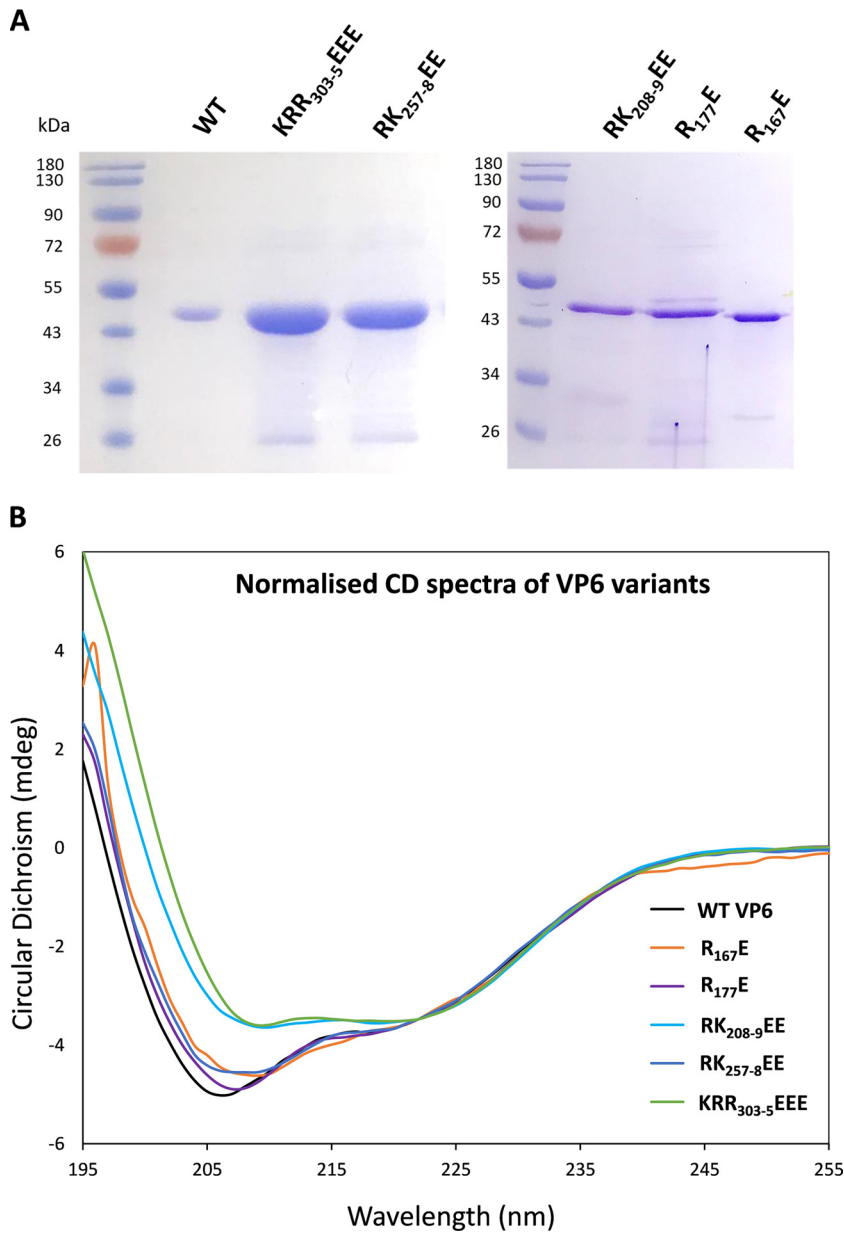 A
kDa
WT
KRR303-5EEE
RK257-8EE
RK208-9EE
R177E
R167E
180
130
90
72
55
43
34
26
180
130
90
72
55
43
34
26
B
Normalised CD spectra of VP6 variants
Circular Dichroism (mdeg)
6
4
2
0
-2
-4
-6
195
205
215
225
235
245
255
Wavelength (nm)
WT VP6
R167E
R177E
RK208-9EE
RK257-8EE
KRR303-5EEE